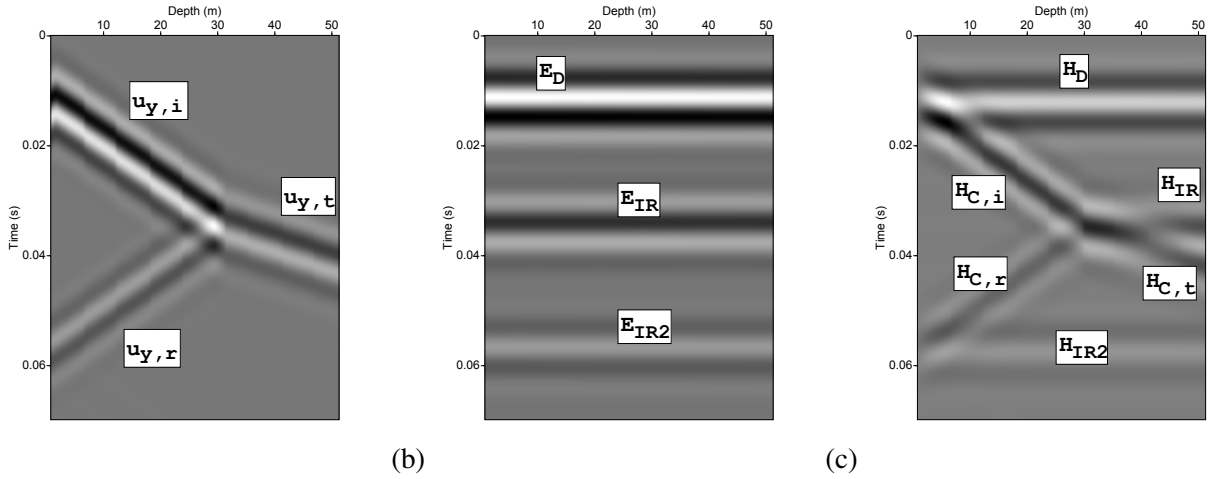 Depth (m)
10 20 30 40 50
0
0.02
0.04
0.06
Time (s)
u_y,i
u_y,t
u_y,r
Depth (m)
10 20 30 40 50
0
0.02
0.04
0.06
Time (s)
E_D
E_IR
E_IR2
(b)
Depth (m)
10 20 30 40 50
0
0.02
0.04
0.06
Time (s)
H_D
H_IR
H_C,i
H_C,r
H_C,t
H_IR2
(c)